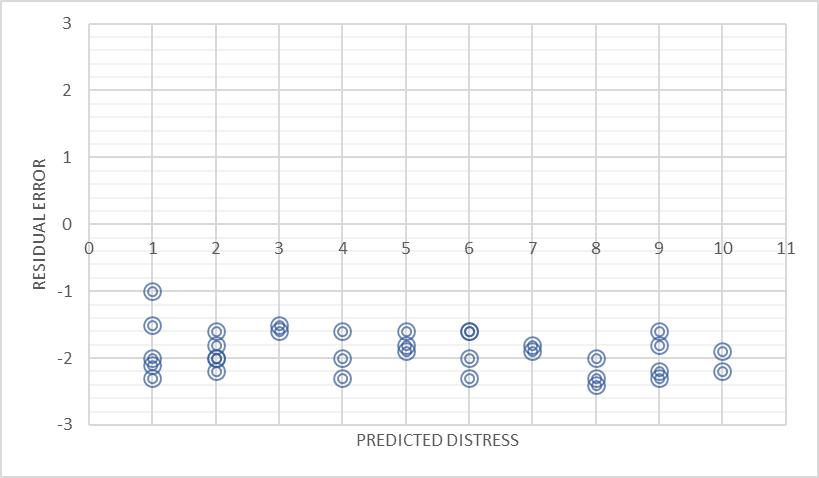 3
2
1
0
0 1 2 3 4 5 6 7 8 9 10 11
-1
-2
-3
RESIDUAL ERROR
PREDICTED DISTRESS